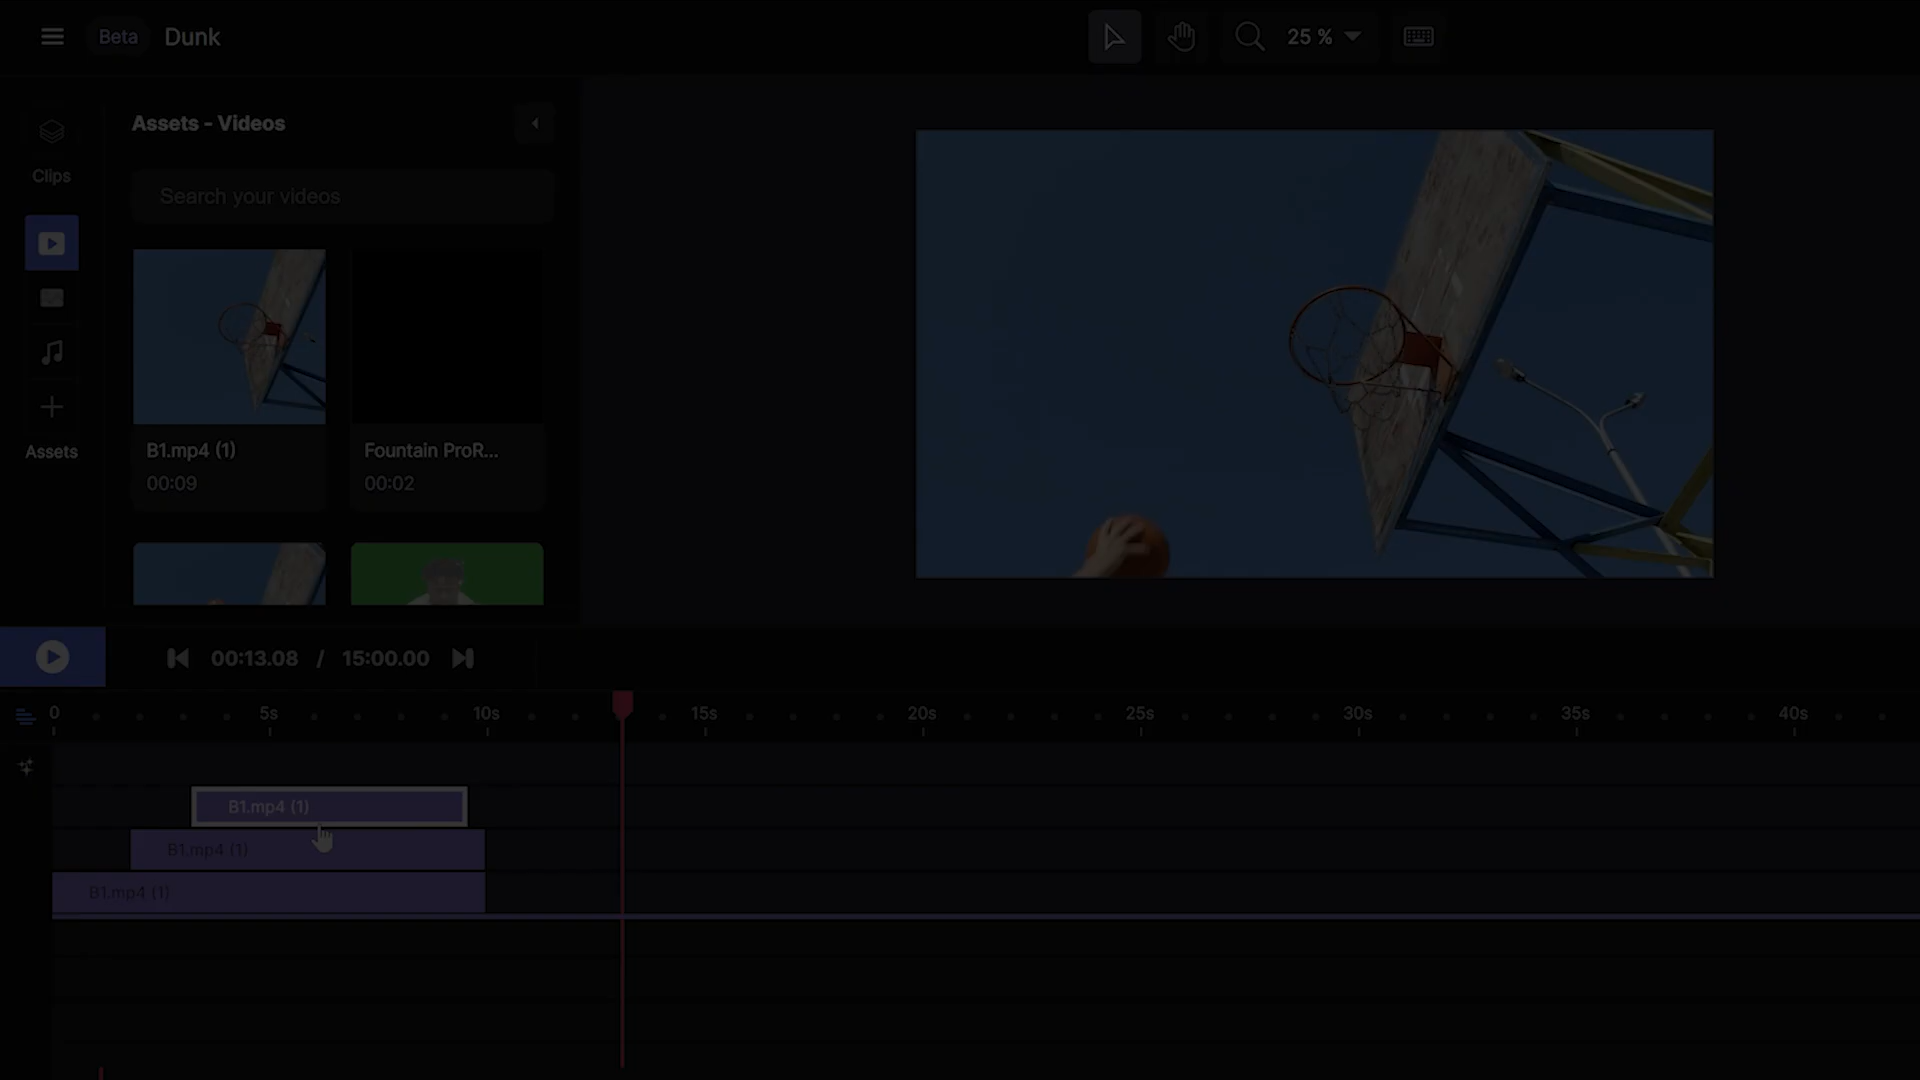 Beta Dunk 25 %
Assets - Videos
Clips
Search your videos
B1.mp4 (1)
00:09
Fountain ProR...
00:02
Assets
00:13.08 / 15:00.00
0 5s 10s 15s 20s 25s 30s 35s 40s
B1.mp4 (1)
B1.mp4 (1)
B1.mp4 (1)